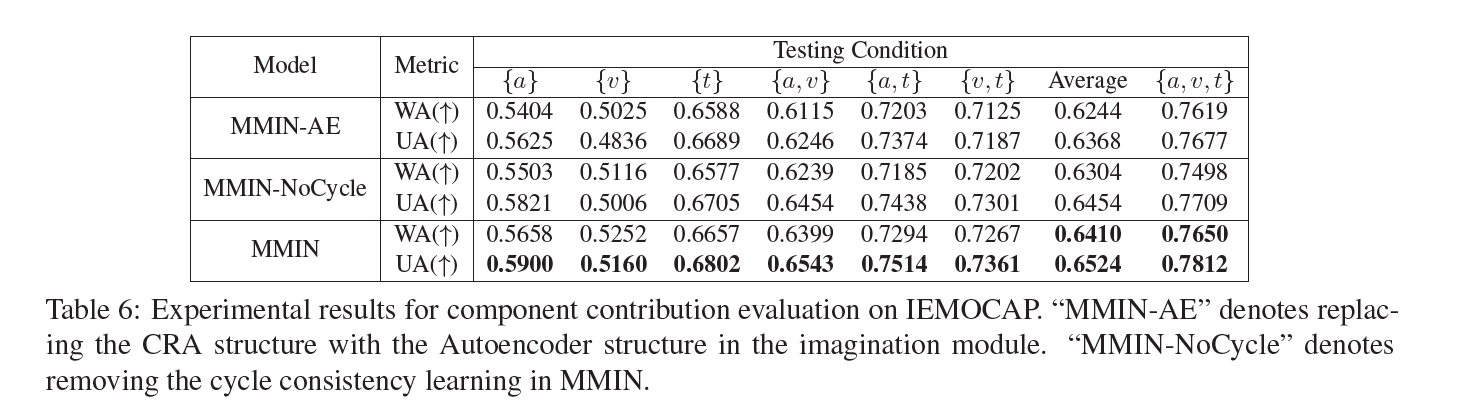 Model Metric Testing Condition
{a} {v} {t} {a, v} {a, t} {v, t} Average {a, v, t}
MMIN-AE WA(↑) 0.5404 0.5025 0.6588 0.6115 0.7203 0.7125 0.6244 0.7619
UA(↑) 0.5625 0.4836 0.6689 0.6246 0.7374 0.7187 0.6368 0.7677
MMIN-NoCycle WA(↑) 0.5503 0.5116 0.6577 0.6239 0.7185 0.7202 0.6304 0.7498
UA(↑) 0.5821 0.5006 0.6705 0.6454 0.7438 0.7301 0.6454 0.7709
MMIN WA(↑) 0.5658 0.5252 0.6657 0.6399 0.7294 0.7267 0.6410 0.7650
UA(↑) 0.5900 0.5160 0.6802 0.6543 0.7514 0.7361 0.6524 0.7812
Table 6: Experimental results for component contribution evaluation on IEMOCAP. “MMIN-AE” denotes replac-
ing the CRA structure with the Autoencoder structure in the imagination module. “MMIN-NoCycle” denotes
removing the cycle consistency learning in MMIN.